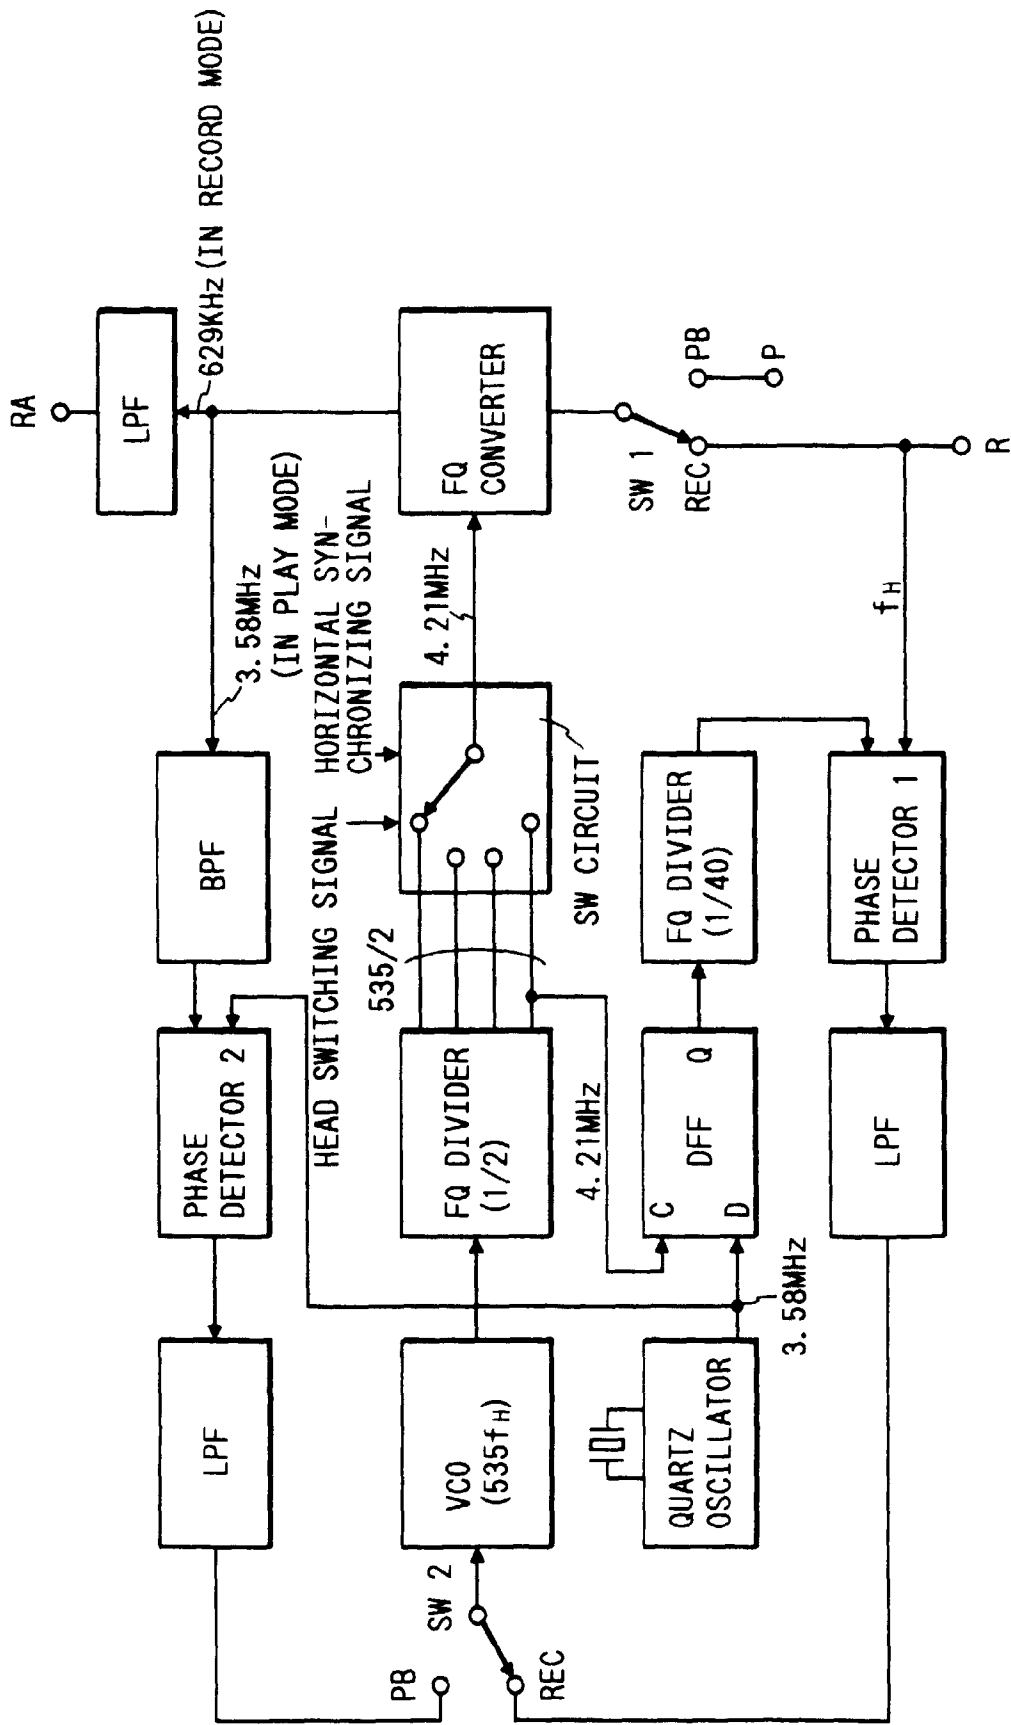 RA
LPF
629KHz (IN RECORD MODE)
3.58MHz
(IN PLAY MODE)
HORIZONTAL SYN-
CHRONIZING SIGNAL
HEAD SWITCHING SIGNAL
LPF
PHASE
DETECTOR 2
BPF
PB
SW 2
REC
VCO
(535fH)
FQ DIVIDER
(1/2)
535/2
SW CIRCUIT
4.21MHz
FQ
CONVERTER
4.21MHz
QUARTZ
OSCILLATOR
3.58MHz
C
D
DFF
Q
FQ DIVIDER
(1/40)
SW 1
REC
PB
P
R
fH
LPF
PHASE
DETECTOR 1